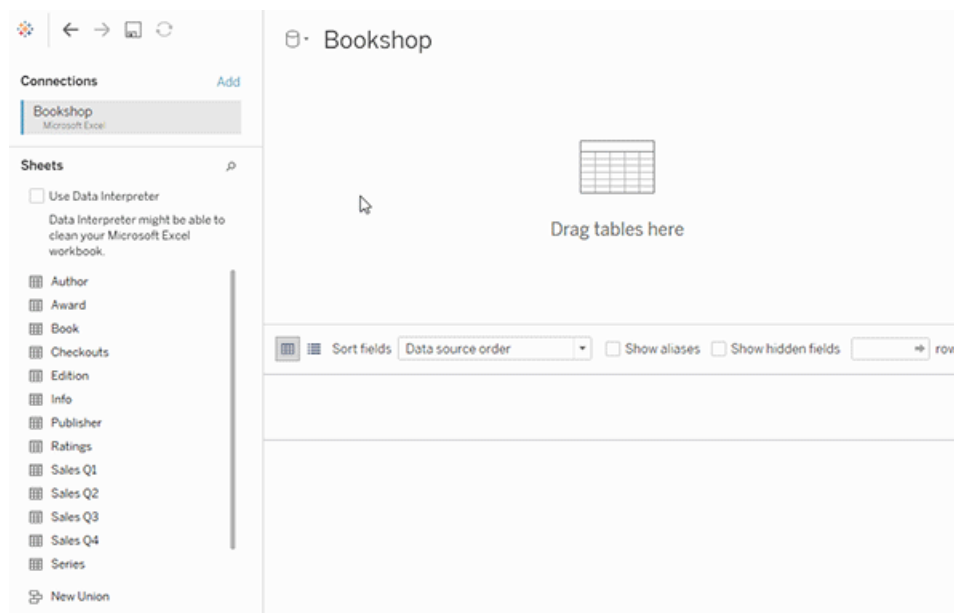 Bookshop
Connections
Add
Bookshop
Microsoft Excel
Sheets
Use Data Interpreter
Data Interpreter might be able to
clean your Microsoft Excel
workbook.
Author
Award
Book
Checkouts
Edition
Info
Publisher
Ratings
Sales Q1
Sales Q2
Sales Q3
Sales Q4
Series
New Union
Drag tables here
Sort fields
Data source order
Show aliases
Show hidden fields
row